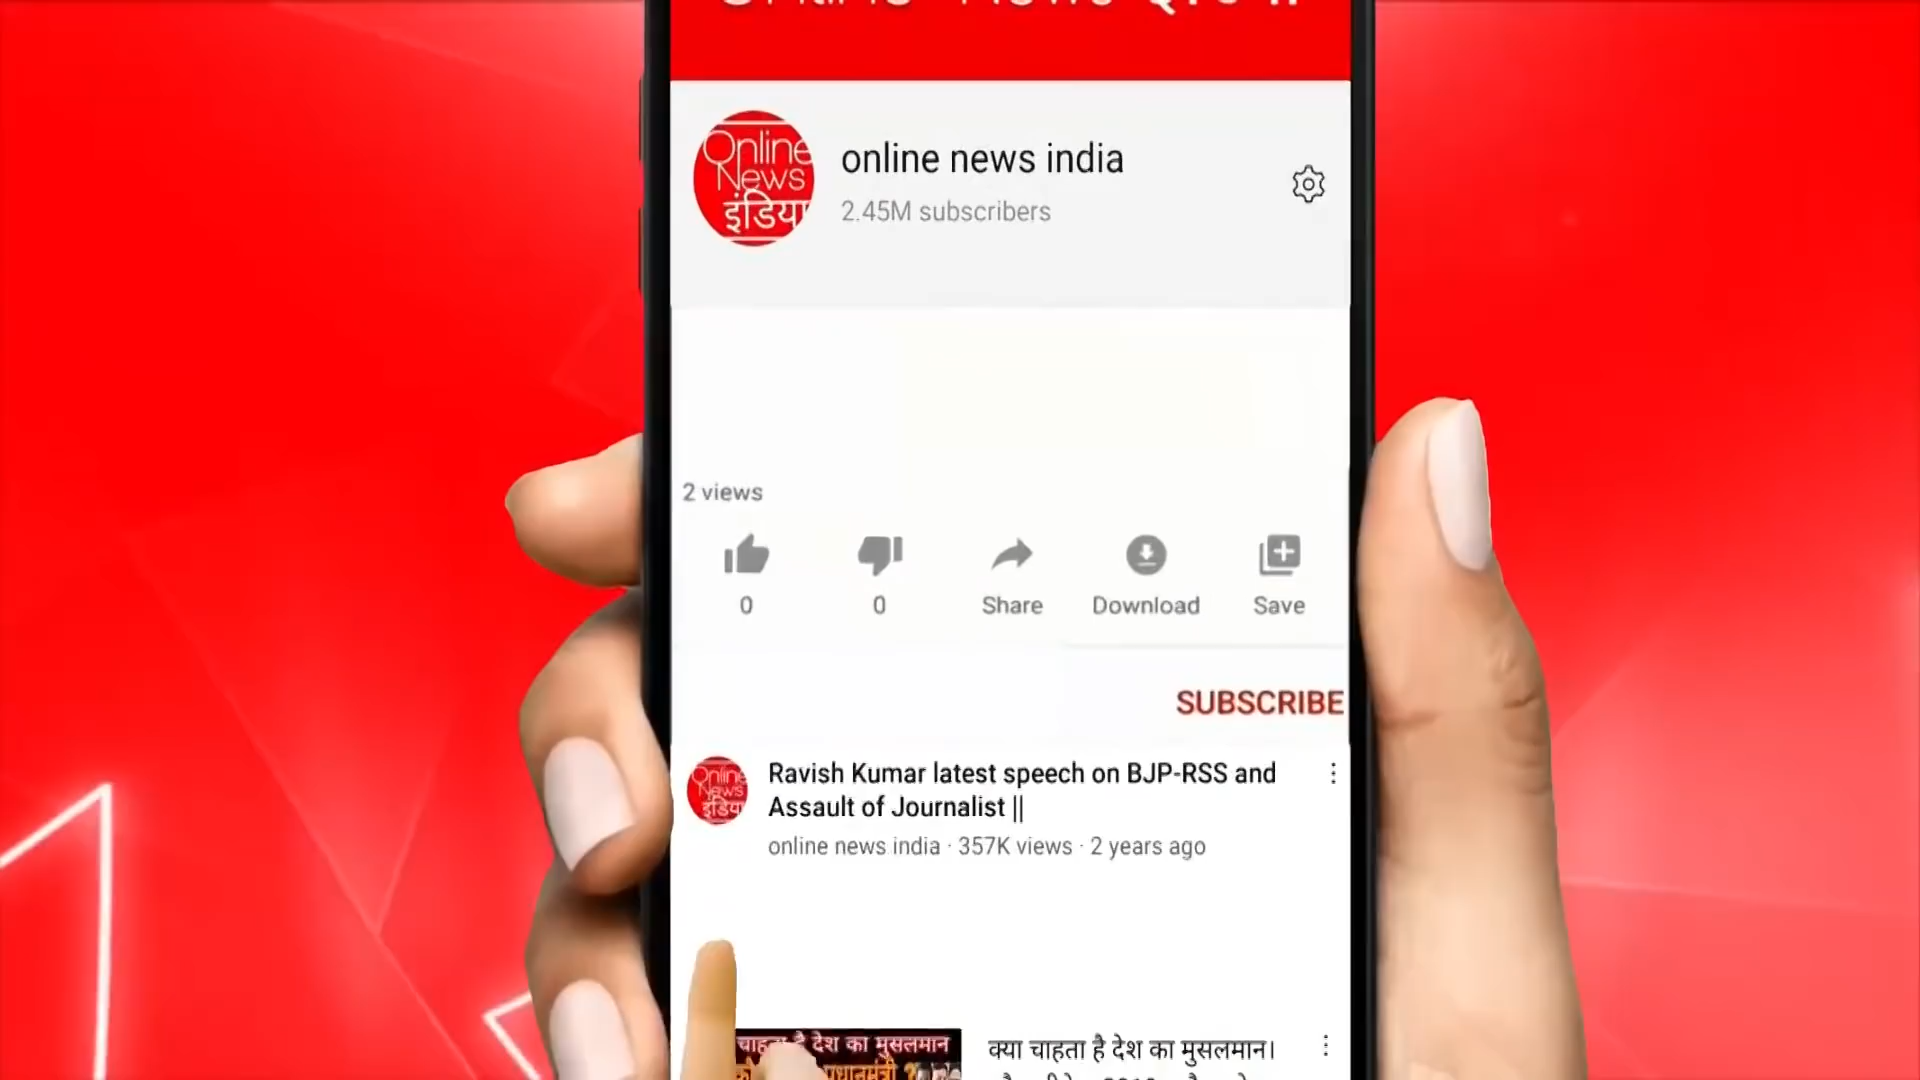 Online
News
इंडिया
online news india
2.45M subscribers
2 views
0
0
Share
Download
Save
SUBSCRIBE
Online
News
इंडिया
Ravish Kumar latest speech on BJP-RSS and
Assault of Journalist ||
online news india · 357K views · 2 years ago
है देश का मुसलमान
क्या चाहता है देश का मुसलमान।